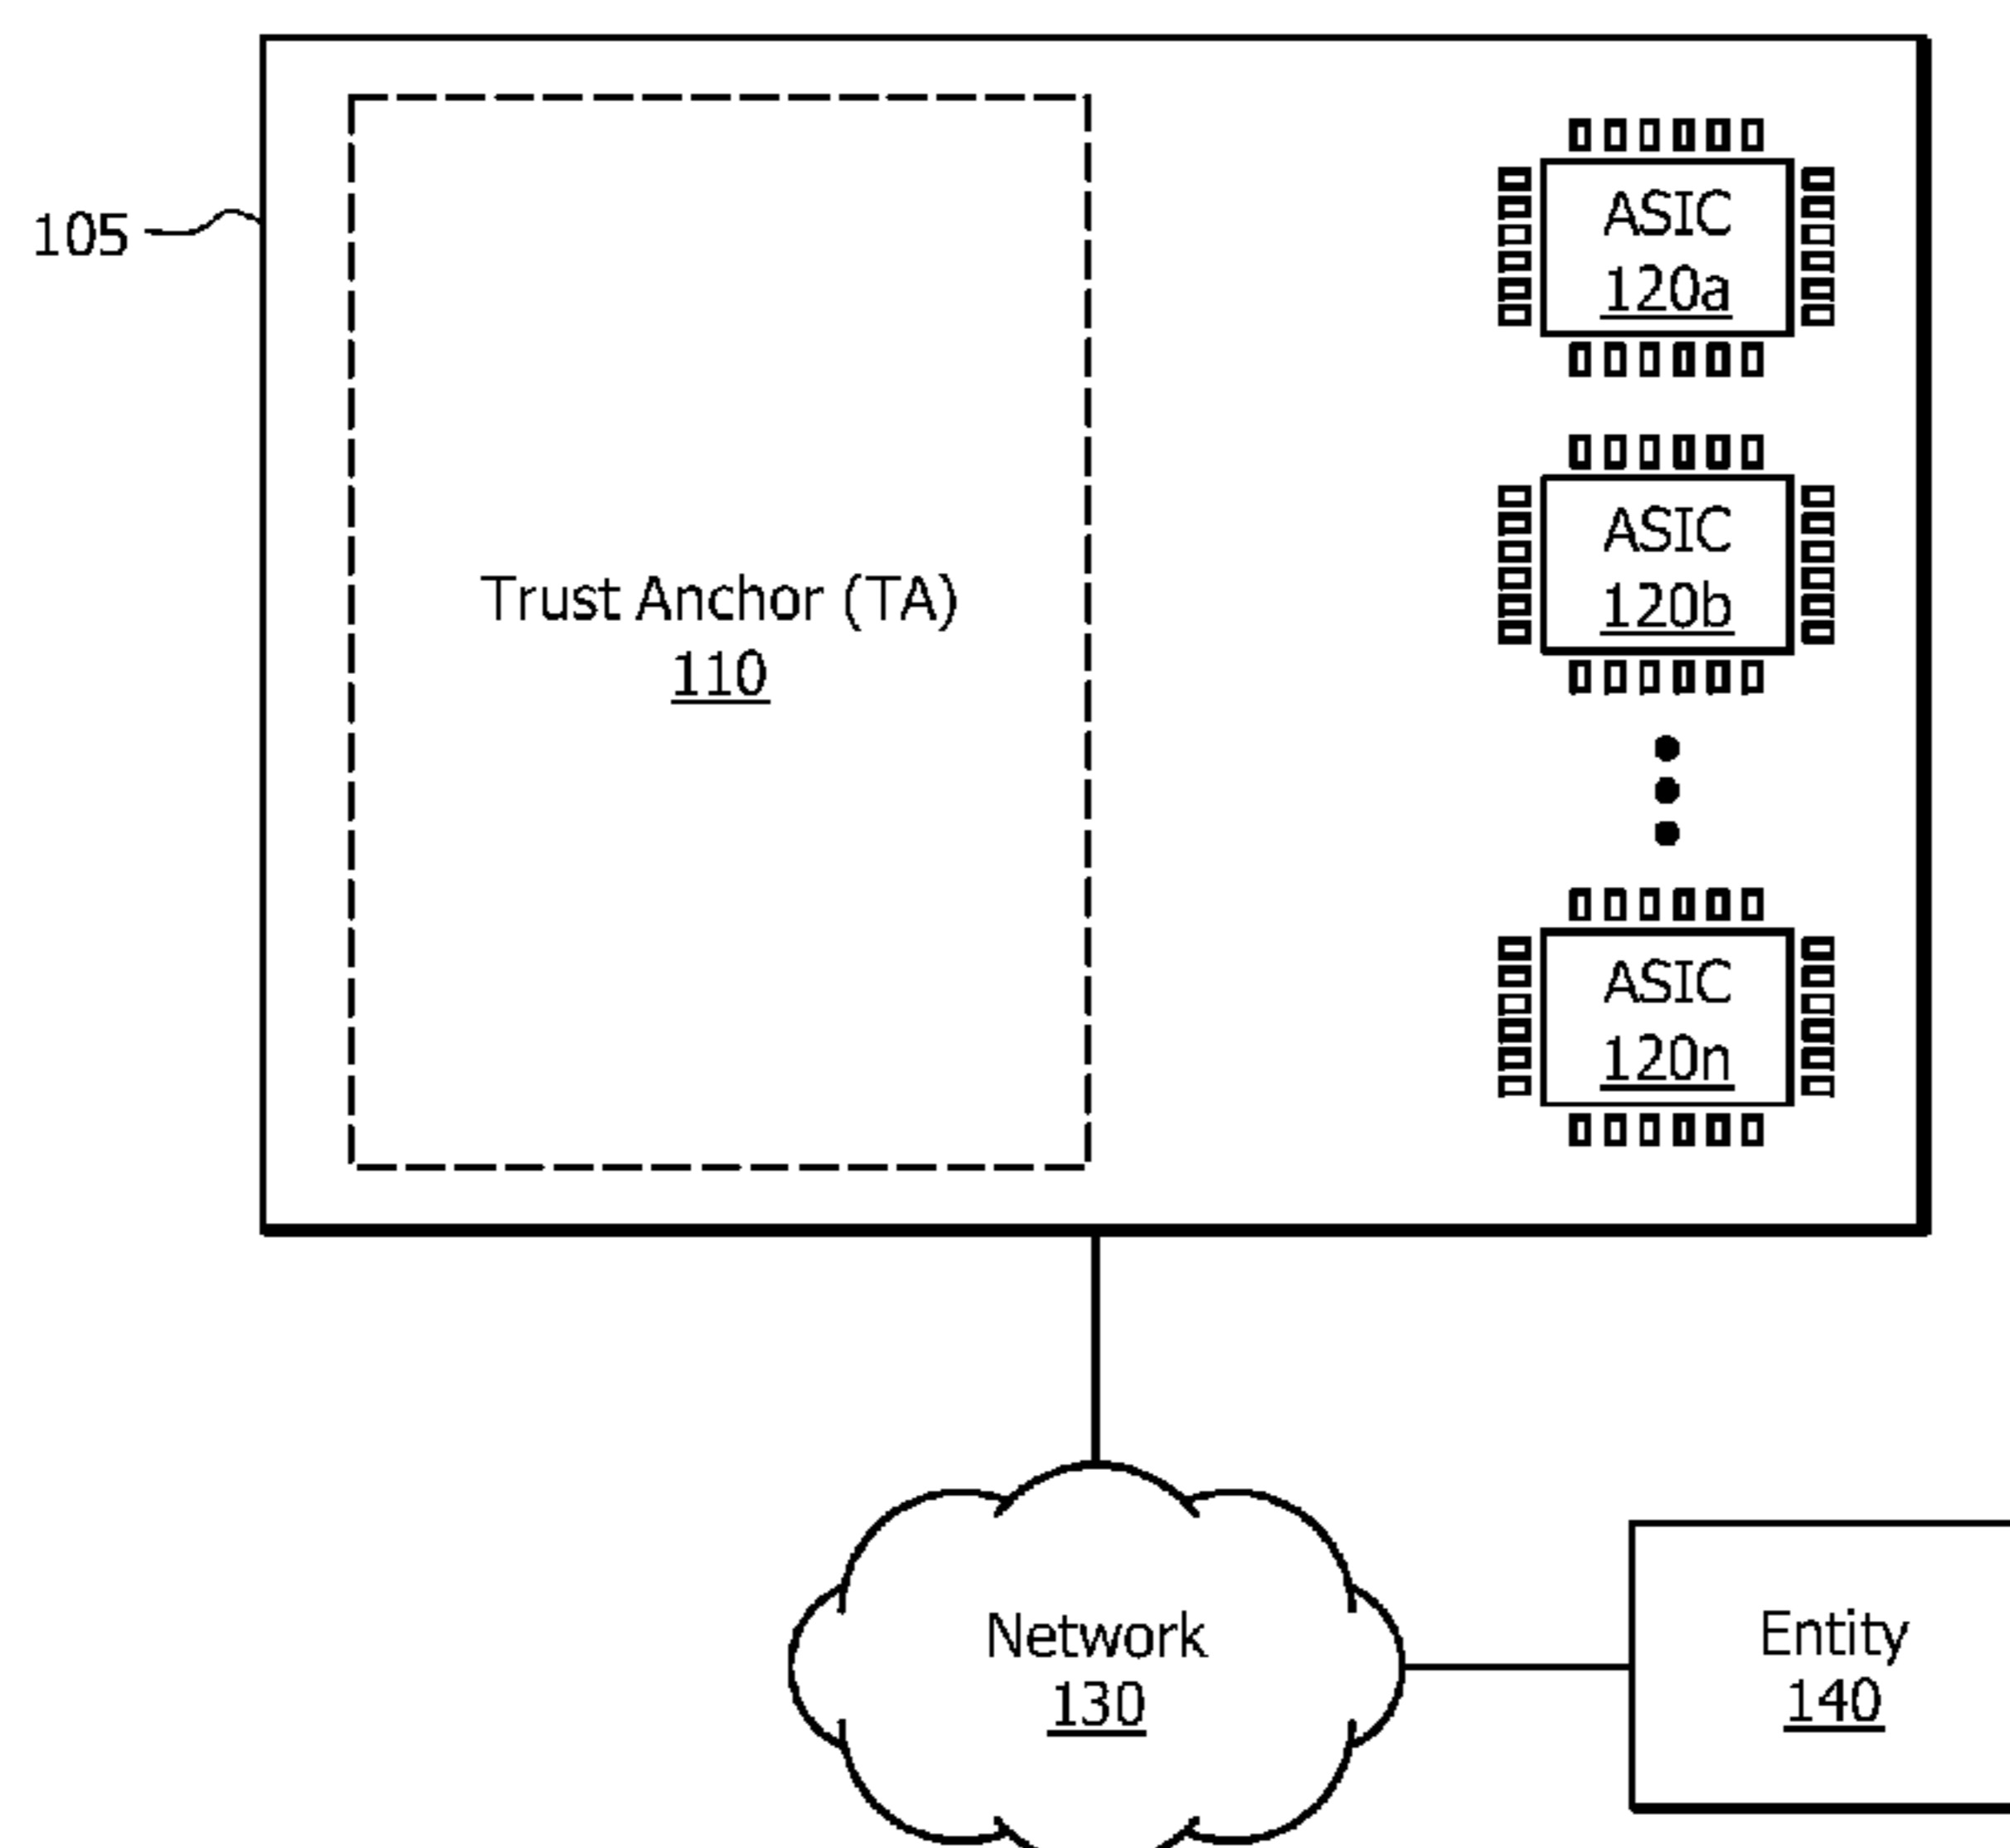 105
Trust Anchor (TA)
110
ASIC
120a
ASIC
120b
ASIC
120n
Network
130
Entity
140